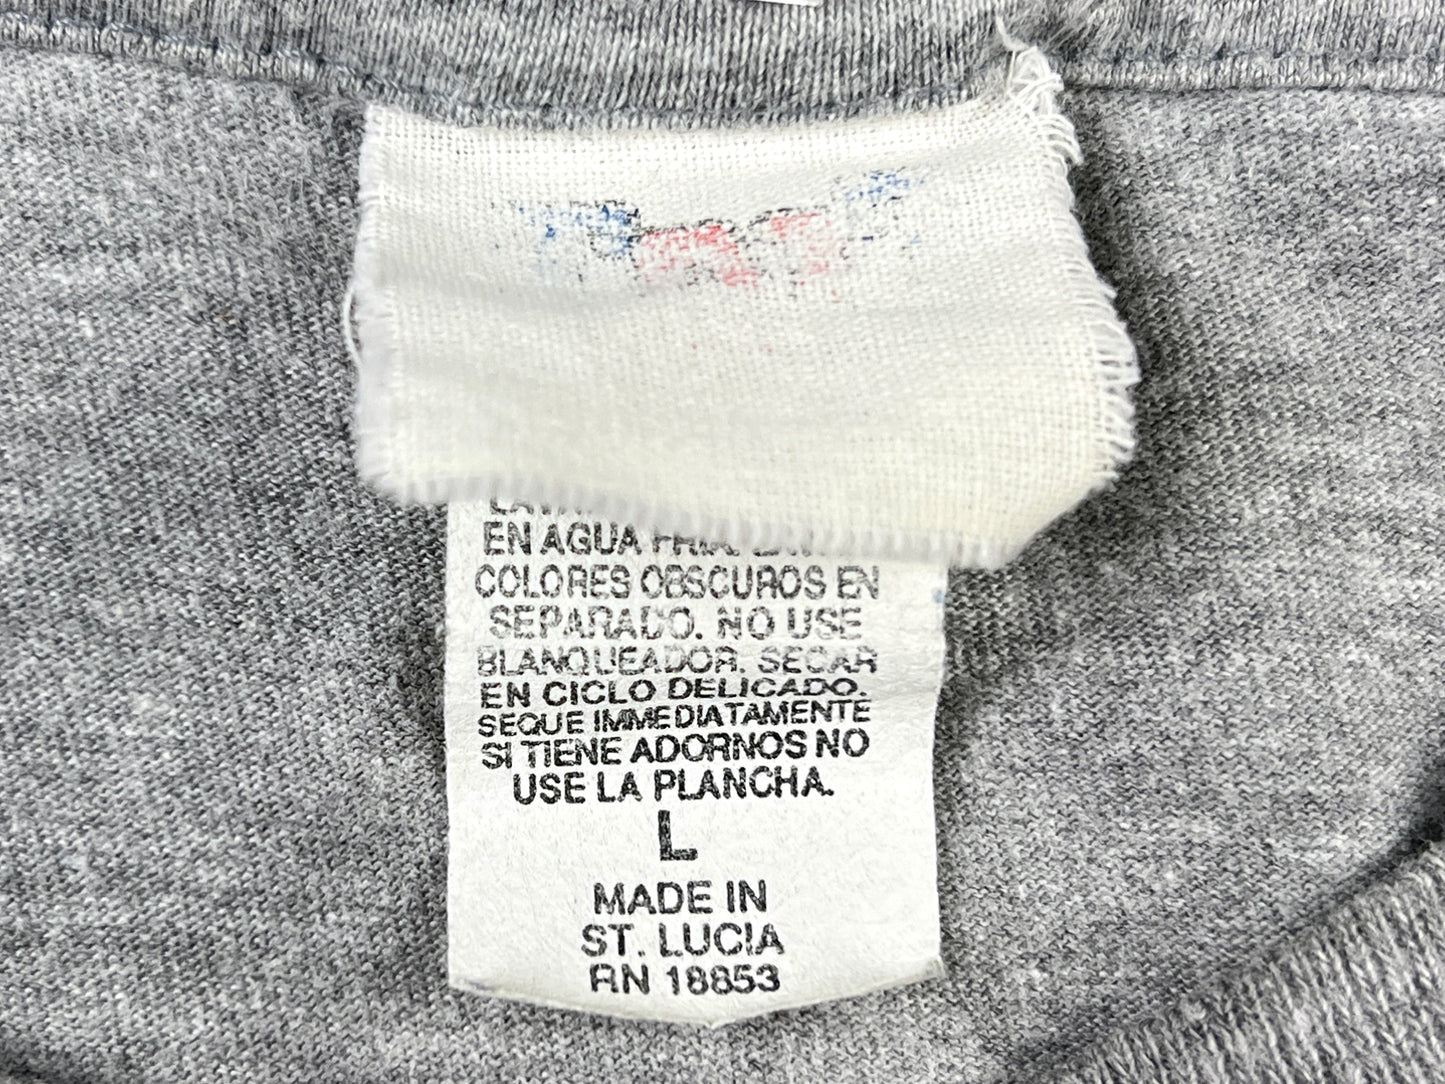 EN AGUA FRIA.
COLORES OBSCUROS EN
SEPARADO. NO USE
BLANQUEADOR. SECAR
EN CICLO DELICADO.
SEQUE IMMEDIATAMENTE
SI TIENE ADORNOS NO
USE LA PLANCHA.
L
MADE IN
ST. LUCIA
RN 18853